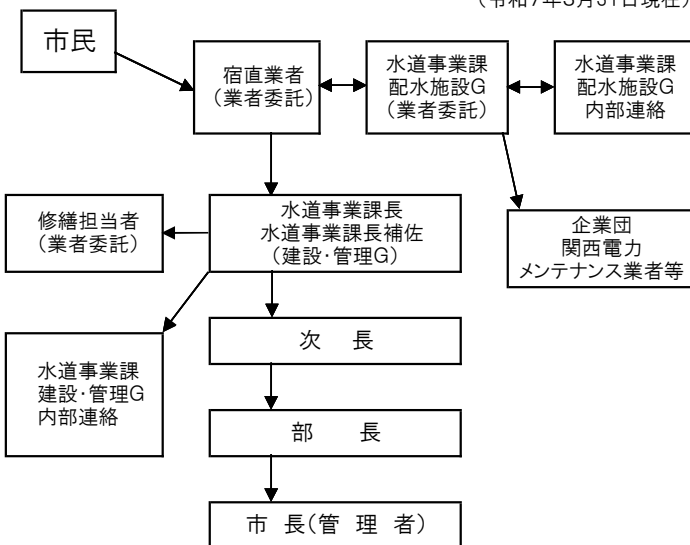 (令和7年3月31日現在)
市民
宿直業者
(業者委託)
水道事業課
配水施設G
(業者委託)
水道事業課
配水施設G
内部連絡
修繕担当者
(業者委託)
水道事業課長
水道事業課長補佐
(建設・管理G)
企業団
関西電力
メンテナンス業者等
水道事業課
建設・管理G
内部連絡
次 長
部 長
市 長(管 理 者)